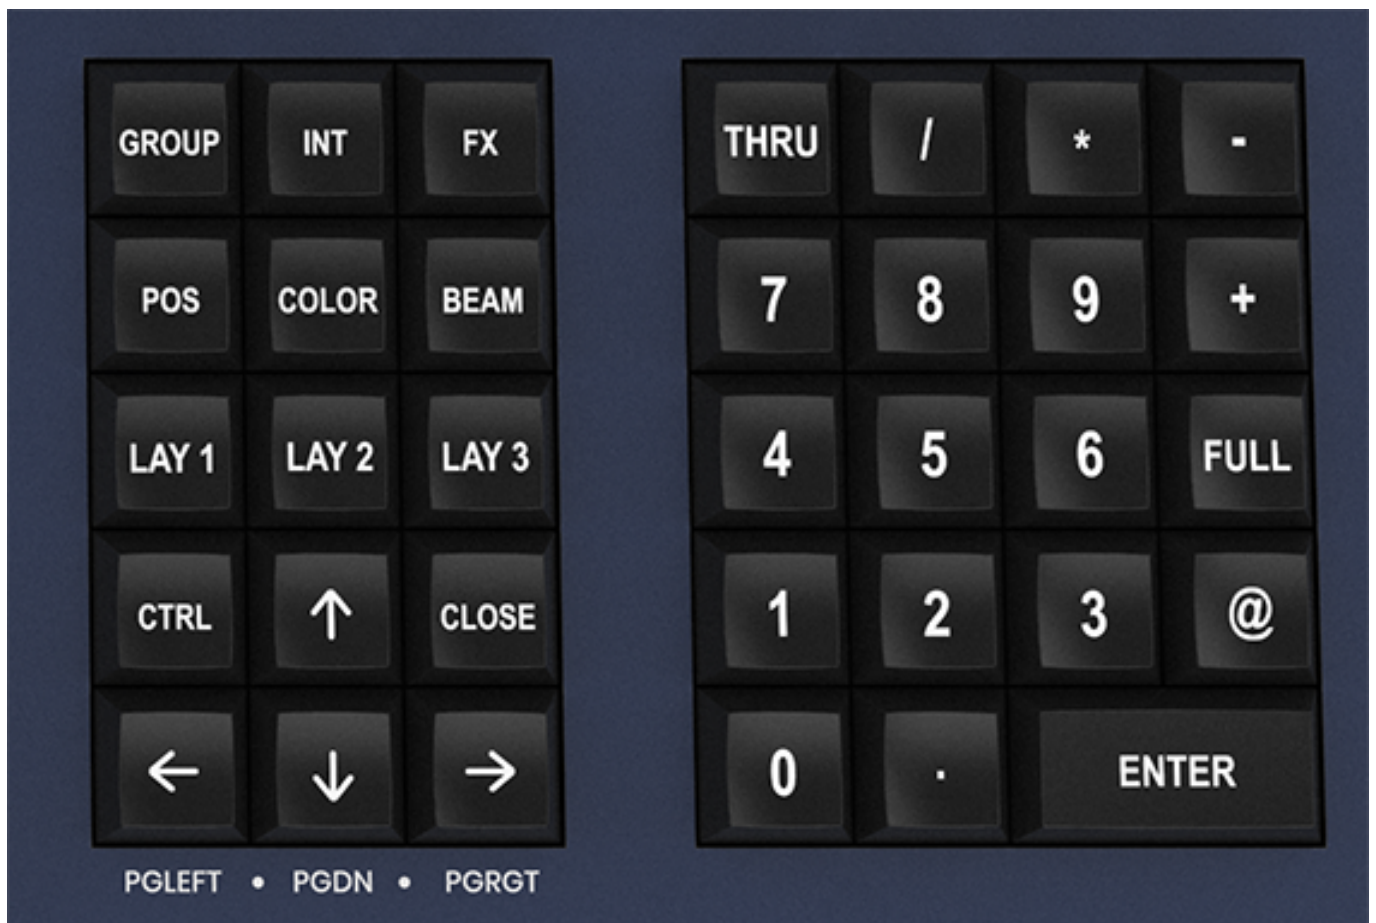 GROUP INT FX
POS COLOR BEAM
LAY 1 LAY 2 LAY 3
CTRL ↑ CLOSE
← ↓ →
PGLEFT • PGDN • PGRGT
THRU / * -
7 8 9 +
4 5 6 FULL
1 2 3 @
0 . ENTER